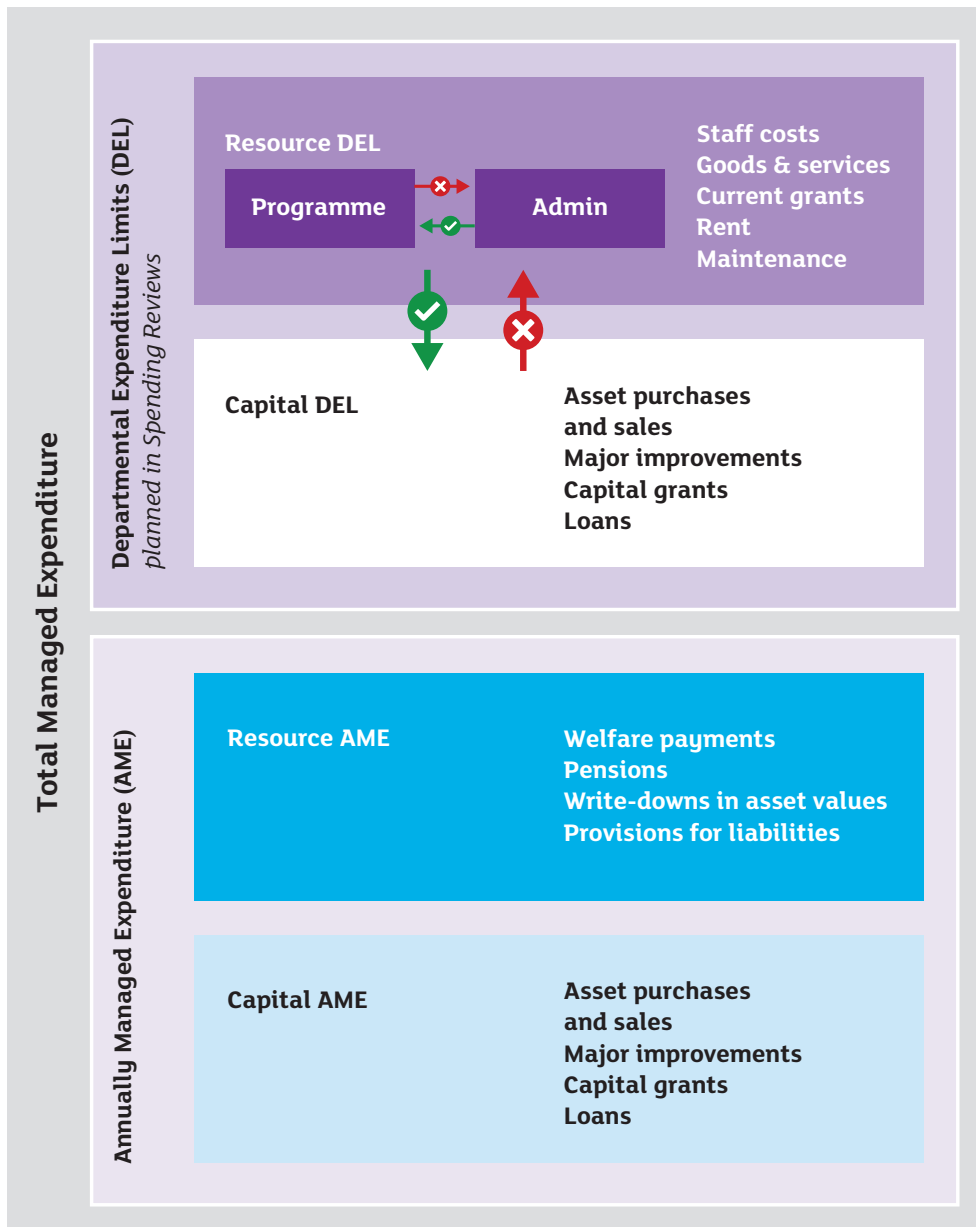 Total Managed Expenditure
Departmental Expenditure Limits (DEL)
planned in Spending Reviews
Resource DEL
Programme
Admin
Staff costs
Goods & services
Current grants
Rent
Maintenance
Capital DEL
Asset purchases
and sales
Major improvements
Capital grants
Loans
Annually Managed Expenditure (AME)
Resource AME
Welfare payments
Pensions
Write-downs in asset values
Provisions for liabilities
Capital AME
Asset purchases
and sales
Major improvements
Capital grants
Loans